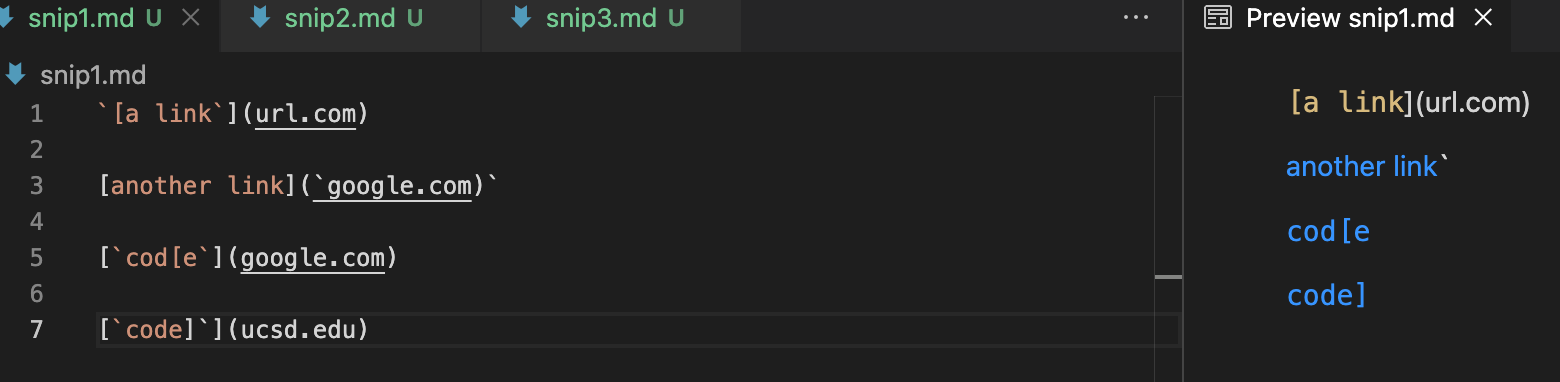 snip1.md U × snip2.md U snip3.md U ··· Preview snip1.md ×
snip1.md
1 `[a link`](url.com)
2
3 [another link](`google.com)`
4
5 [`cod[e`](google.com)
6
7 [`code]`](ucsd.edu)
[a link](url.com)
another link`
cod[e
code]